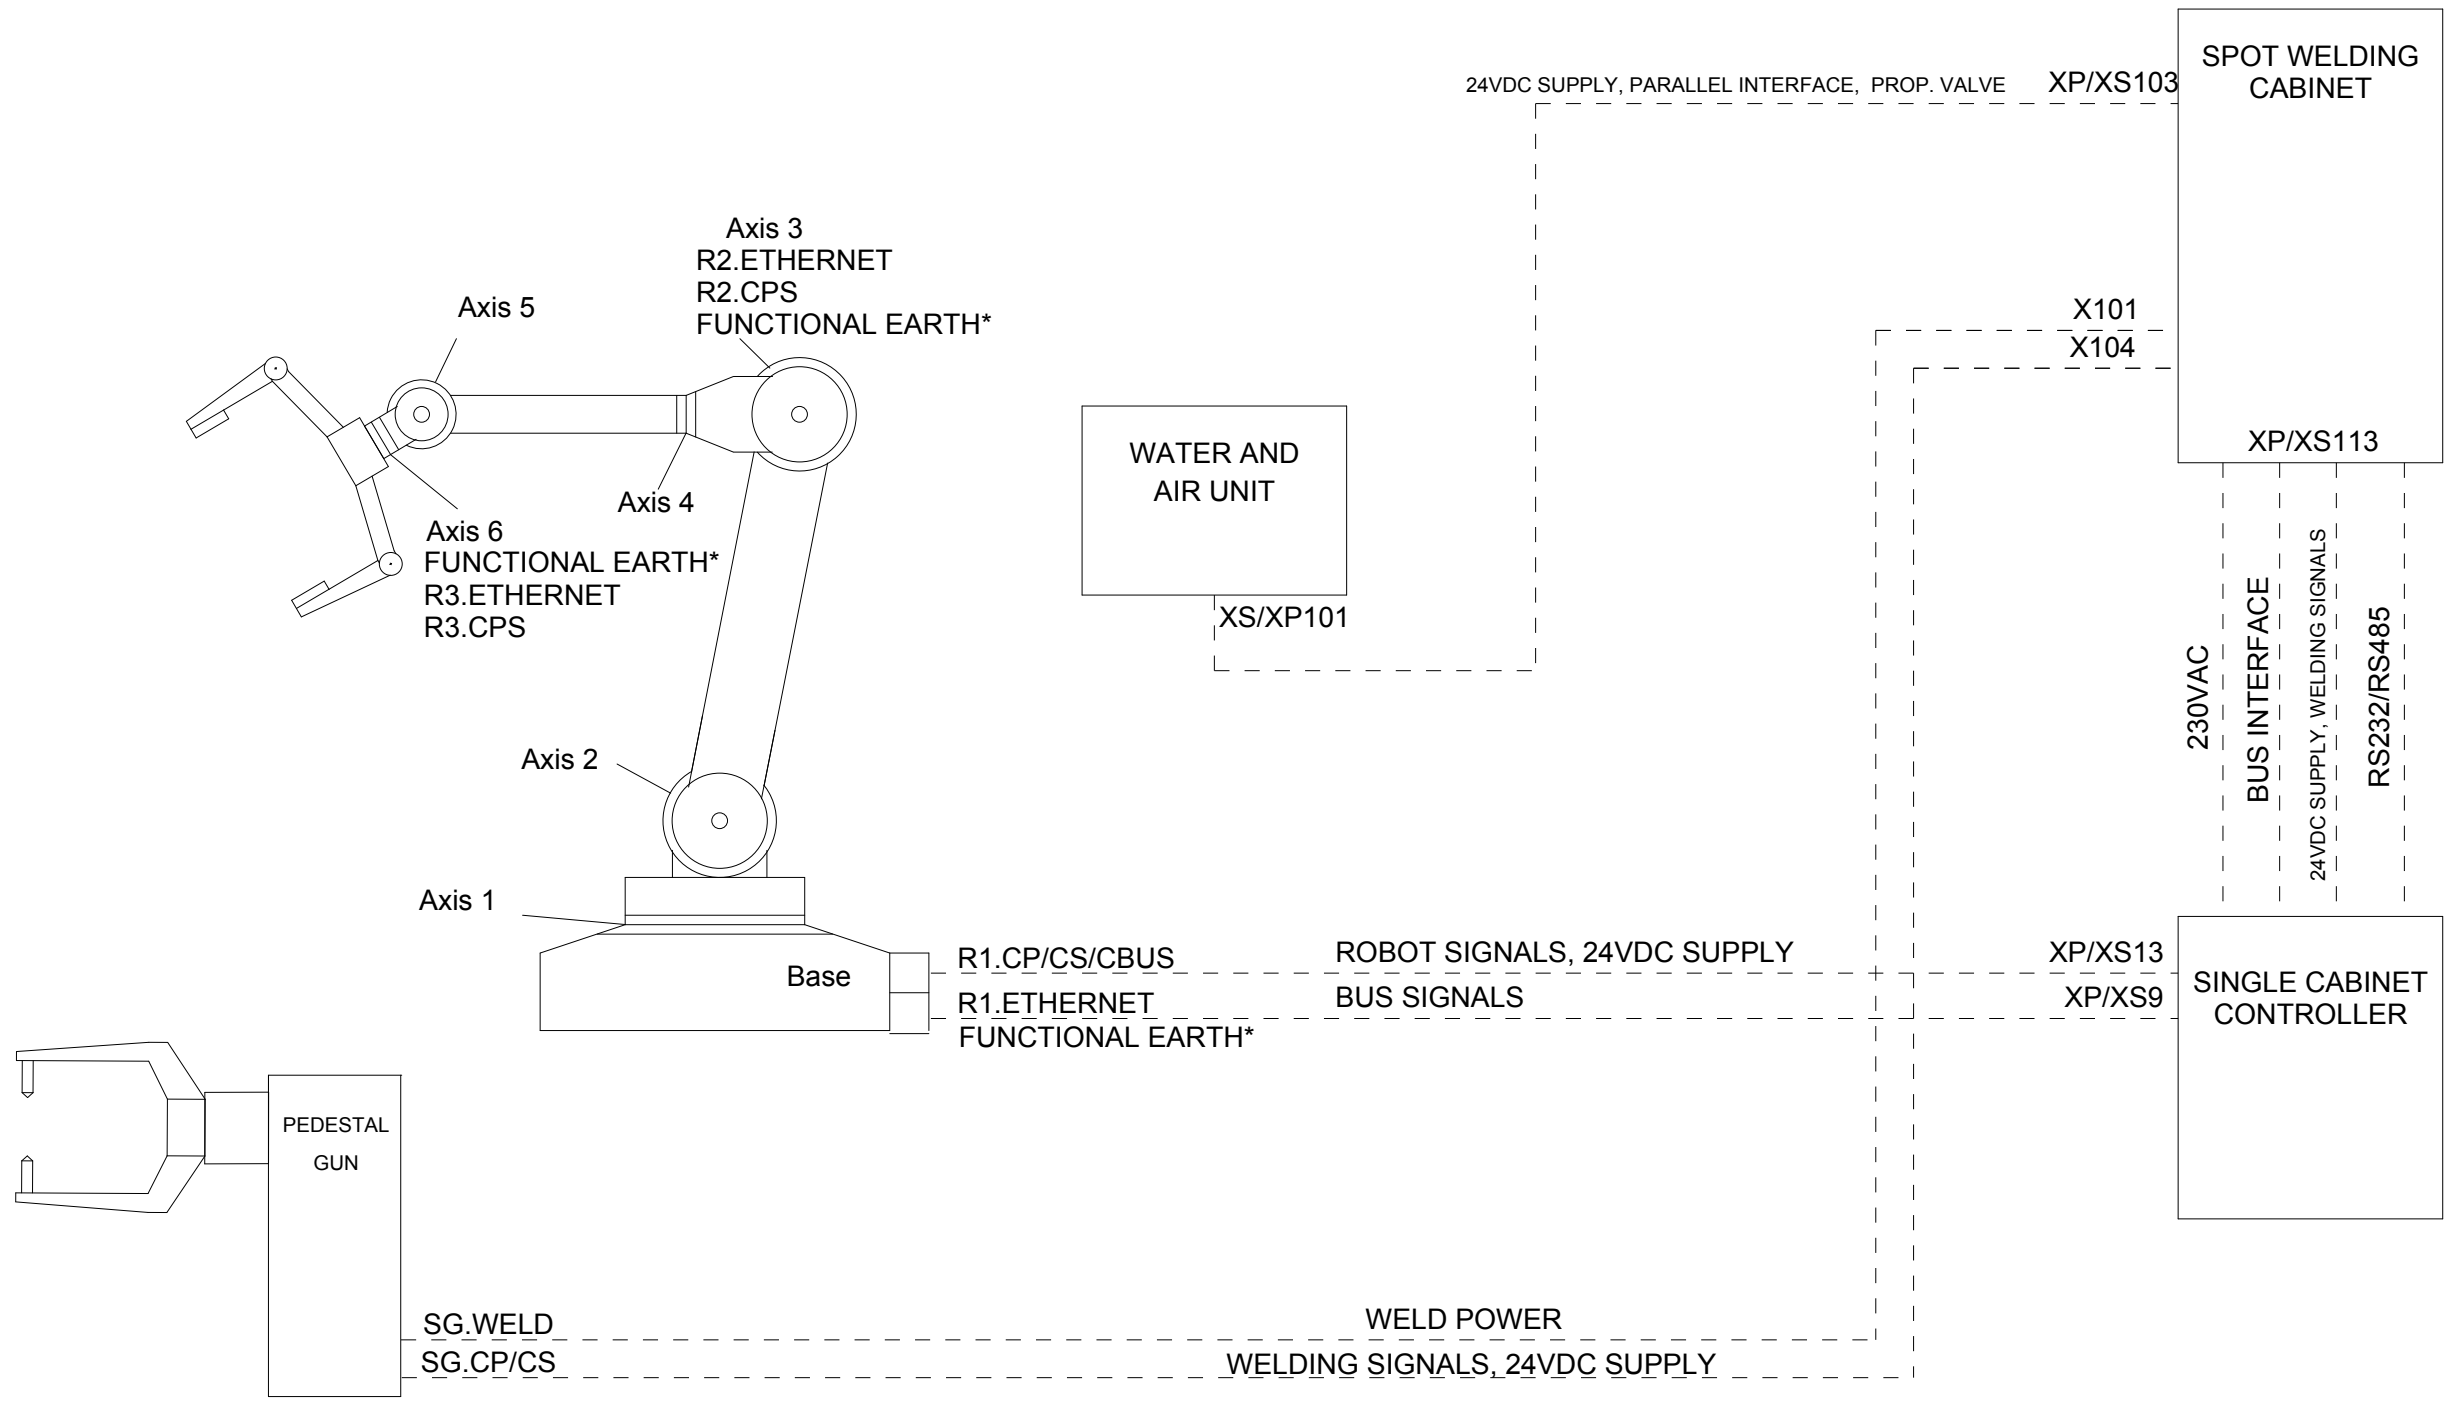 SPOT WELDING
CABINET
24VDC SUPPLY, PARALLEL INTERFACE, PROP. VALVE
XP/XS103
Axis 3
R2.ETHERNET
R2.CPS
FUNCTIONAL EARTH*
Axis 5
X101
X104
XP/XS113
WATER AND
AIR UNIT
XS/XP101
Axis 4
Axis 6
FUNCTIONAL EARTH*
R3.ETHERNET
R3.CPS
230VAC
BUS INTERFACE
24VDC SUPPLY, WELDING SIGNALS
RS232/RS485
Axis 2
Axis 1
Base
R1.CP/CS/CBUS
ROBOT SIGNALS, 24VDC SUPPLY
XP/XS13
R1.ETHERNET
BUS SIGNALS
XP/XS9
FUNCTIONAL EARTH*
SINGLE CABINET
CONTROLLER
PEDESTAL
GUN
SG.WELD
WELD POWER
SG.CP/CS
WELDING SIGNALS, 24VDC SUPPLY